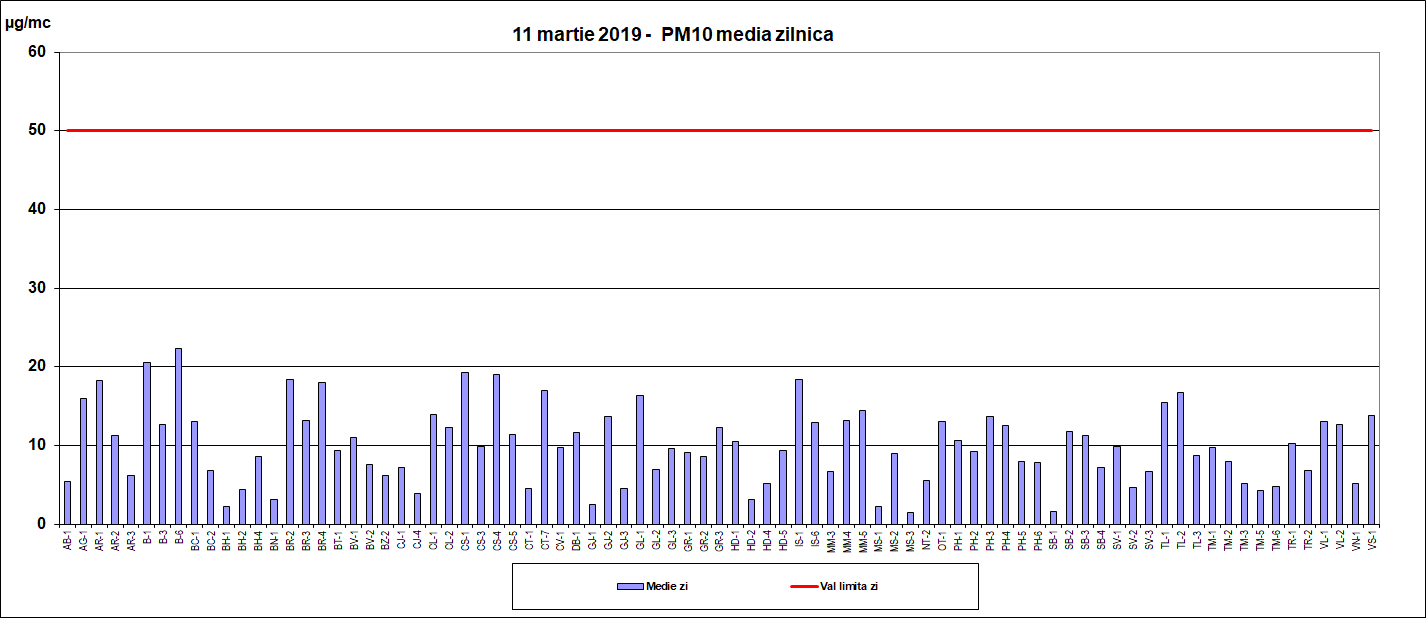 µg/mc
11 martie 2019 - PM10 media zilnica
60
50
40
30
20
10
0
AB-1 AG-1 AR-1 AR-2 AR-3 B-1 B-3 B-6 BC-1 BC-2 BH-1 BH-2 BH-4 BN-1 BR-2 BR-3 BR-4 BT-1 BV-1 BV-2 BZ-2 CJ-1 CJ-4 CL-1 CL-2 CS-1 CS-3 CS-4 CS-5 CT-1 CT-7 CV-1 DB-1 GJ-1 GJ-2 GJ-3 GL-1 GL-2 GL-3 GR-1 GR-2 GR-3 HD-1 HD-2 HD-4 HD-5 IS-1 IS-6 MM-3 MM-4 MM-5 MS-1 MS-2 MS-3 NT-2 OT-1 PH-1 PH-2 PH-3 PH-4 PH-5 PH-6 SB-1 SB-2 SB-3 SB-4 SV-1 SV-2 SV-3 TL-1 TL-2 TL-3 TM-1 TM-2 TM-3 TM-5 TM-6 TR-1 TR-2 VL-1 VL-2 VN-1 VS-1
Medie zi Val limita zi